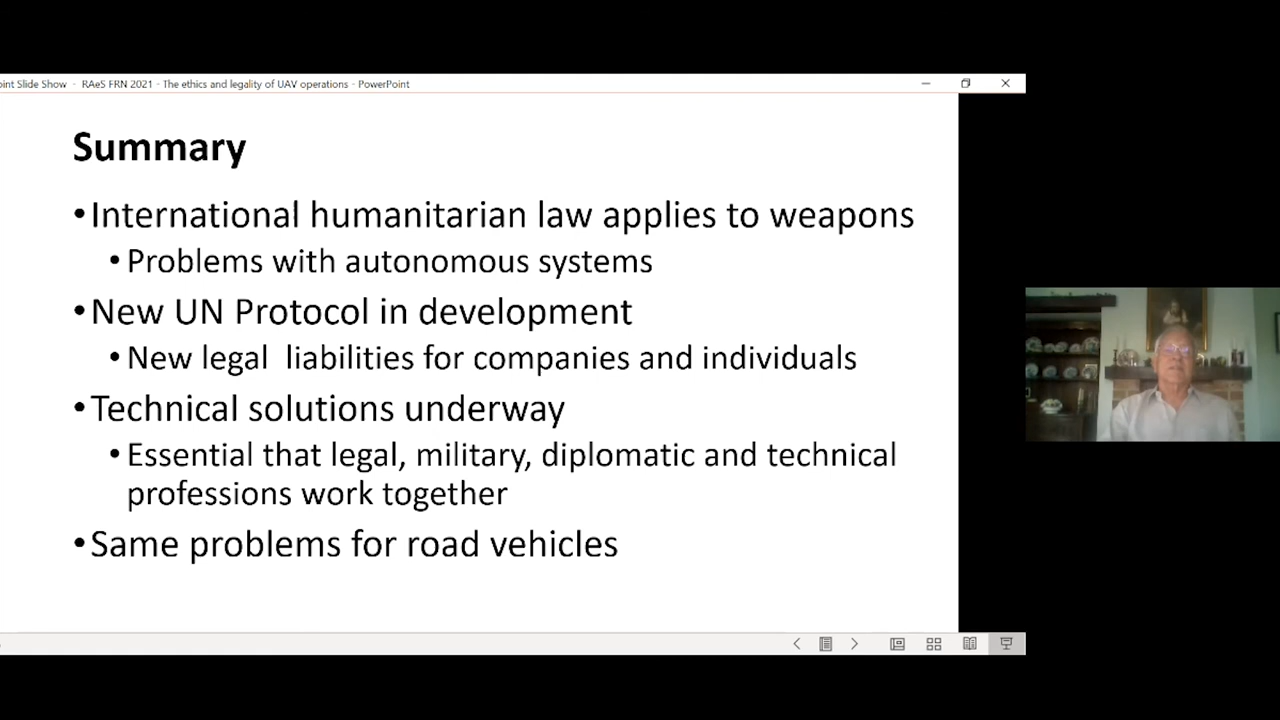 oint Slide Show - RAeS FRN 2021 - The ethics and legality of UAV operations - PowerPoint
Summary
•International humanitarian law applies to weapons
•Problems with autonomous systems
•New UN Protocol in development
•New legal  liabilities for companies and individuals
•Technical solutions underway
•Essential that legal, military, diplomatic and technical
professions work together
•Same problems for road vehicles